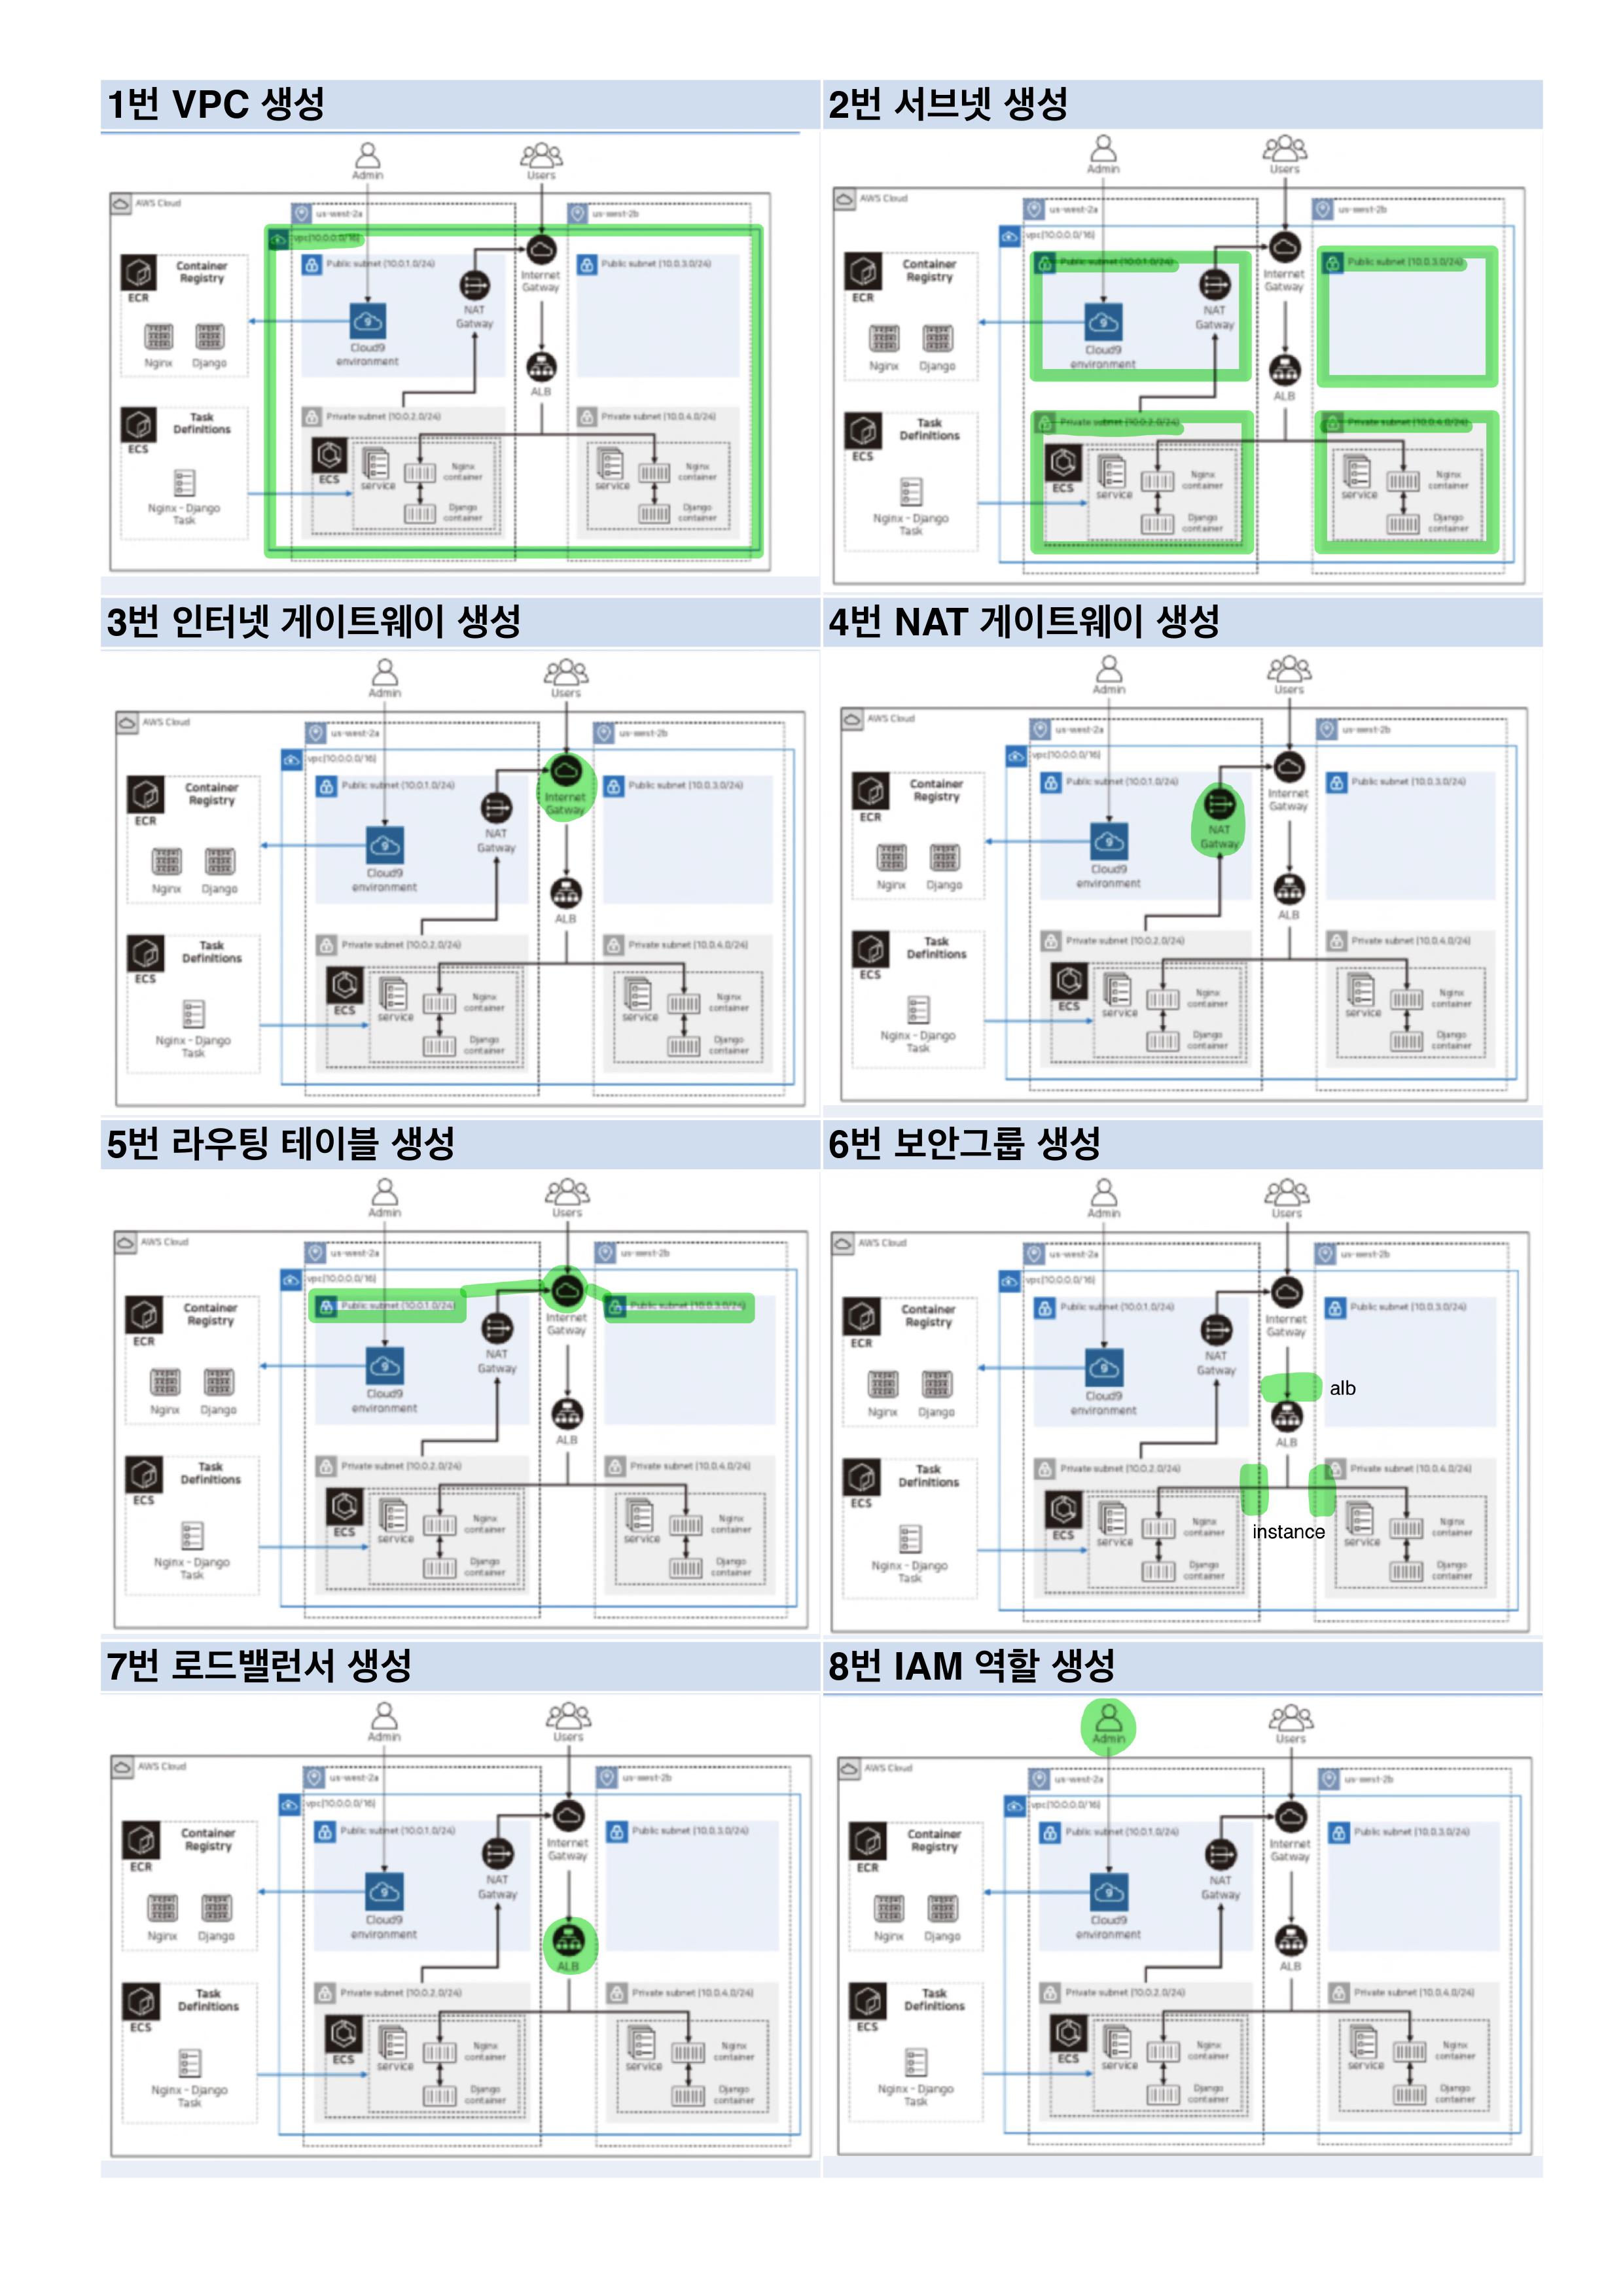 1번 VPC 생성
Admin
Users
AWS Cloud
us-west-2a
us-west-2b
vpc(10.0.0.0/16)
Public subnet (10.0.1.0/24)
Public subnet (10.0.3.0/24)
Container
Registry
ECR
Nginx
Django
Internet
Gatway
NAT
Gatway
9
Cloud9
environment
ALB
Private subnet (10.0.2.0/24)
Private subnet (10.0.4.0/24)
Task
Definitions
ECS
Nginx - Django
Task
ECS
service
Nginx
container
Django
container
service
Nginx
container
Django
container
2번 서브넷 생성
Admin
Users
AWS Cloud
us-west-2a
us-west-2b
vpc(10.0.0.0/16)
Public subnet (10.0.1.0/24)
Public subnet (10.0.3.0/24)
Container
Registry
ECR
Nginx
Django
Internet
Gatway
NAT
Gatway
9
Cloud9
environment
ALB
Private subnet (10.0.2.0/24)
Private subnet (10.0.4.0/24)
Task
Definitions
ECS
Nginx - Django
Task
ECS
service
Nginx
container
Django
container
service
Nginx
container
Django
container
3번 인터넷 게이트웨이 생성
Admin
Users
AWS Cloud
us-west-2a
us-west-2b
vpc(10.0.0.0/16)
Public subnet (10.0.1.0/24)
Public subnet (10.0.3.0/24)
Container
Registry
ECR
Nginx
Django
Internet
Gatway
NAT
Gatway
9
Cloud9
environment
ALB
Private subnet (10.0.2.0/24)
Private subnet (10.0.4.0/24)
Task
Definitions
ECS
Nginx - Django
Task
ECS
service
Nginx
container
Django
container
service
Nginx
container
Django
container
4번 NAT 게이트웨이 생성
Admin
Users
AWS Cloud
us-west-2a
us-west-2b
vpc(10.0.0.0/16)
Public subnet (10.0.1.0/24)
Public subnet (10.0.3.0/24)
Container
Registry
ECR
Nginx
Django
Internet
Gatway
NAT
Gatway
9
Cloud9
environment
ALB
Private subnet (10.0.2.0/24)
Private subnet (10.0.4.0/24)
Task
Definitions
ECS
Nginx - Django
Task
ECS
service
Nginx
container
Django
container
service
Nginx
container
Django
container
5번 라우팅 테이블 생성
Admin
Users
AWS Cloud
us-west-2a
us-west-2b
vpc(10.0.0.0/16)
Public subnet (10.0.1.0/24)
Public subnet (10.0.3.0/24)
Container
Registry
ECR
Nginx
Django
Internet
Gatway
NAT
Gatway
9
Cloud9
environment
ALB
Private subnet (10.0.2.0/24)
Private subnet (10.0.4.0/24)
Task
Definitions
ECS
Nginx - Django
Task
ECS
service
Nginx
container
Django
container
service
Nginx
container
Django
container
6번 보안그룹 생성
Admin
Users
AWS Cloud
us-west-2a
us-west-2b
vpc(10.0.0.0/16)
Public subnet (10.0.1.0/24)
Public subnet (10.0.3.0/24)
Container
Registry
ECR
Nginx
Django
Internet
Gatway
NAT
Gatway
9
Cloud9
environment
alb
ALB
Private subnet (10.0.2.0/24)
Private subnet (10.0.4.0/24)
Task
Definitions
ECS
Nginx - Django
Task
ECS
service
Nginx
container
Django
container
instance
service
Nginx
container
Django
container
7번 로드밸런서 생성
Admin
Users
AWS Cloud
us-west-2a
us-west-2b
vpc(10.0.0.0/16)
Public subnet (10.0.1.0/24)
Public subnet (10.0.3.0/24)
Container
Registry
ECR
Nginx
Django
Internet
Gatway
NAT
Gatway
9
Cloud9
environment
ALB
Private subnet (10.0.2.0/24)
Private subnet (10.0.4.0/24)
Task
Definitions
ECS
Nginx - Django
Task
ECS
service
Nginx
container
Django
container
service
Nginx
container
Django
container
8번 IAM 역할 생성
Admin
Users
AWS Cloud
us-west-2a
us-west-2b
vpc(10.0.0.0/16)
Public subnet (10.0.1.0/24)
Public subnet (10.0.3.0/24)
Container
Registry
ECR
Nginx
Django
Internet
Gatway
NAT
Gatway
9
Cloud9
environment
ALB
Private subnet (10.0.2.0/24)
Private subnet (10.0.4.0/24)
Task
Definitions
ECS
Nginx - Django
Task
ECS
service
Nginx
container
Django
container
service
Nginx
container
Django
container